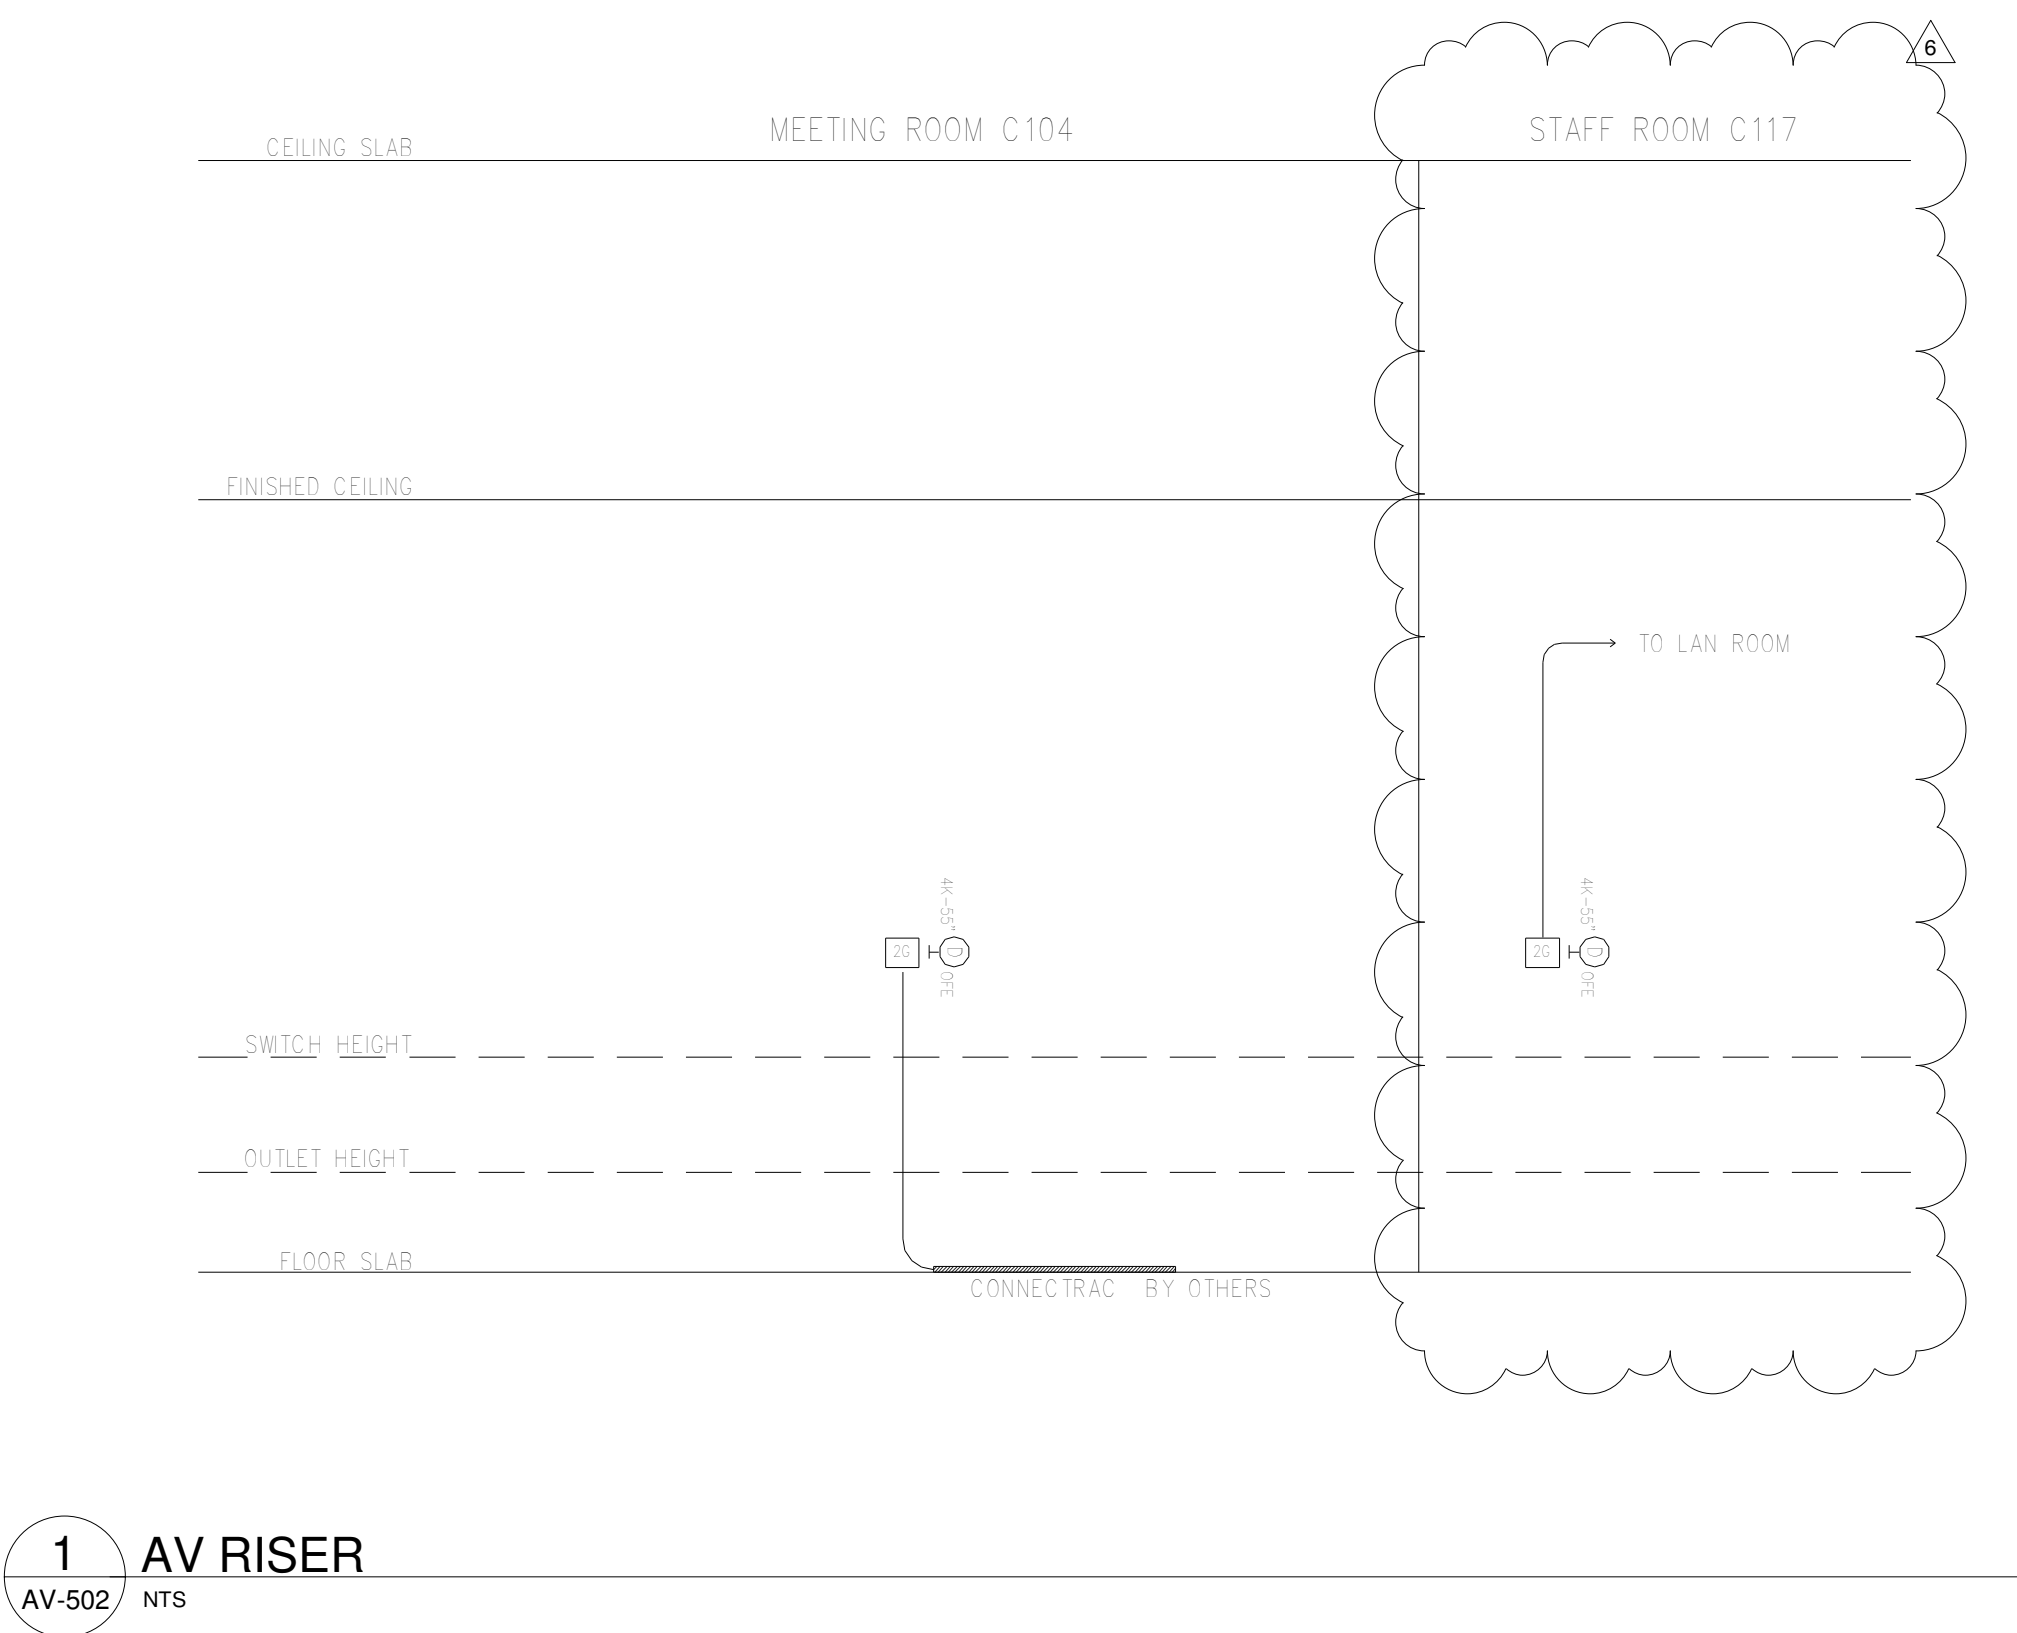 6
MEETING ROOM C104
STAFF ROOM C117
CEILING SLAB
FINISHED CEILING
TO LAN ROOM
4K-55"
2G
D
OFE
4K-55"
2G
D
OFE
SWITCH HEIGHT
OUTLET HEIGHT
FLOOR SLAB
CONNECTRAC BY OTHERS
1
AV RISER
AV-502
NTS